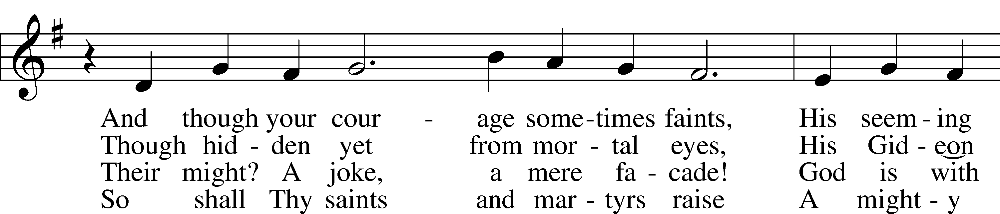 And though your cour - age some-times faints, His seem - ing
Though hid - den yet from mor - tal eyes, His Gid - eon
Their might? A joke, a mere fa - cade! God is with
So shall Thy saints and mar - tyrs raise A might - y